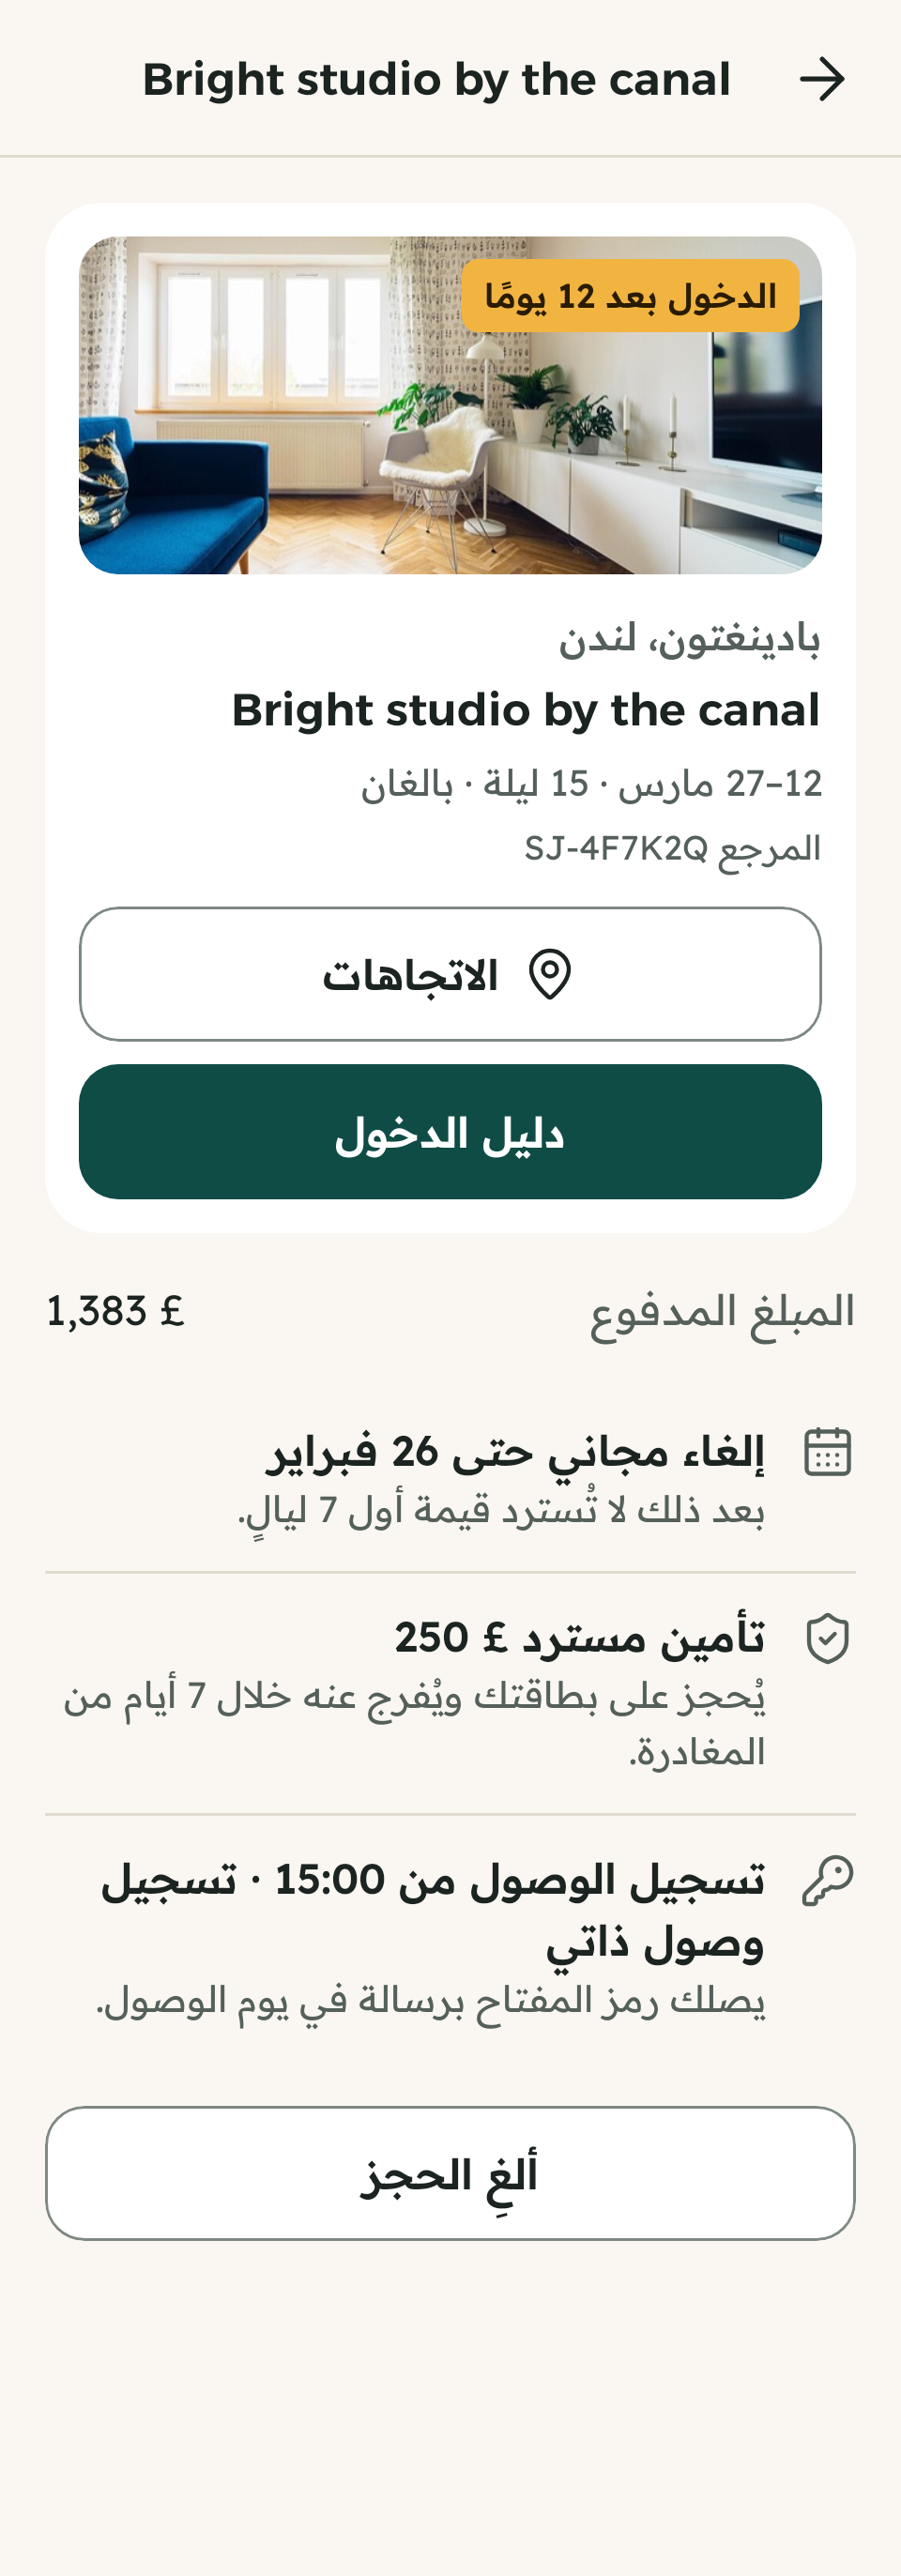 Bright studio by the canal
الدخول بعد 12 يومًا
بادينغتون، لندن
Bright studio by the canal
12–27 مارس · 15 ليلة · بالغان
المرجع SJ-4F7K2Q
الاتجاهات
دليل الدخول
المبلغ المدفوع
£ 1,383
إلغاء مجاني حتى 26 فبراير
بعد ذلك لا تُسترد قيمة أول 7 ليالٍ.
تأمين مسترد £ 250
يُحجز على بطاقتك ويُفرج عنه خلال 7 أيام من
المغادرة.
تسجيل الوصول من 15:00 · تسجيل
وصول ذاتي
يصلك رمز المفتاح برسالة في يوم الوصول.
ألغِ الحجز